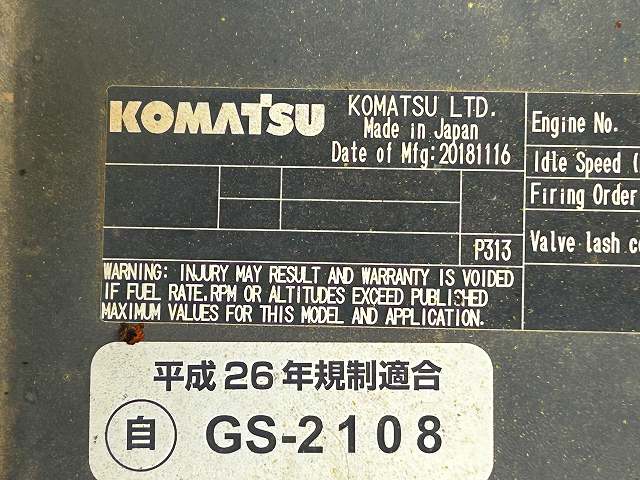 KOMATSU
KOMATSU LTD.
Made in Japan
Date of Mfg:20181116
P313
WARNING: INJURY MAY RESULT AND WARRANTY IS VOIDED
IF FUEL RATE,RPM OR ALTITUDES EXCEED PUBLISHED
MAXIMUM VALUES FOR THIS MODEL AND APPLICATION.
Engine No.
Idle Speed (
Firing Order
Valve lash c
平成26年規制適合
自 GS-2108